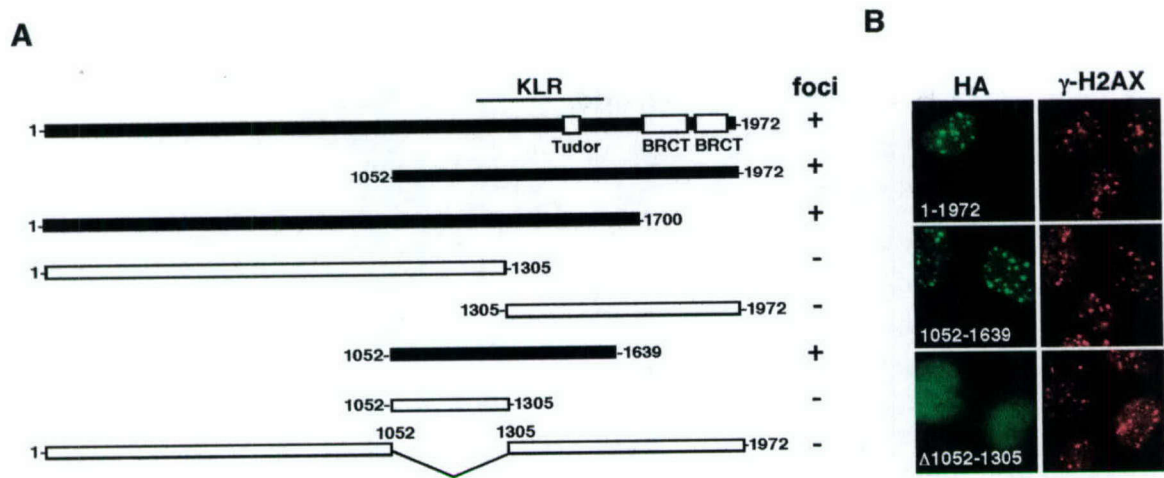 A
B
KLR
foci
HA
γ-H2AX
1-
-1972
+
Tudor
BRCT
BRCT
1052-
-1972
+
1-
-1700
+
1-
-1305
-
1305-
-1972
-
1052-
-1639
+
1052-
-1305
-
1052
1305
1-
-1972
-
1-1972
1052-1639
Δ1052-1305